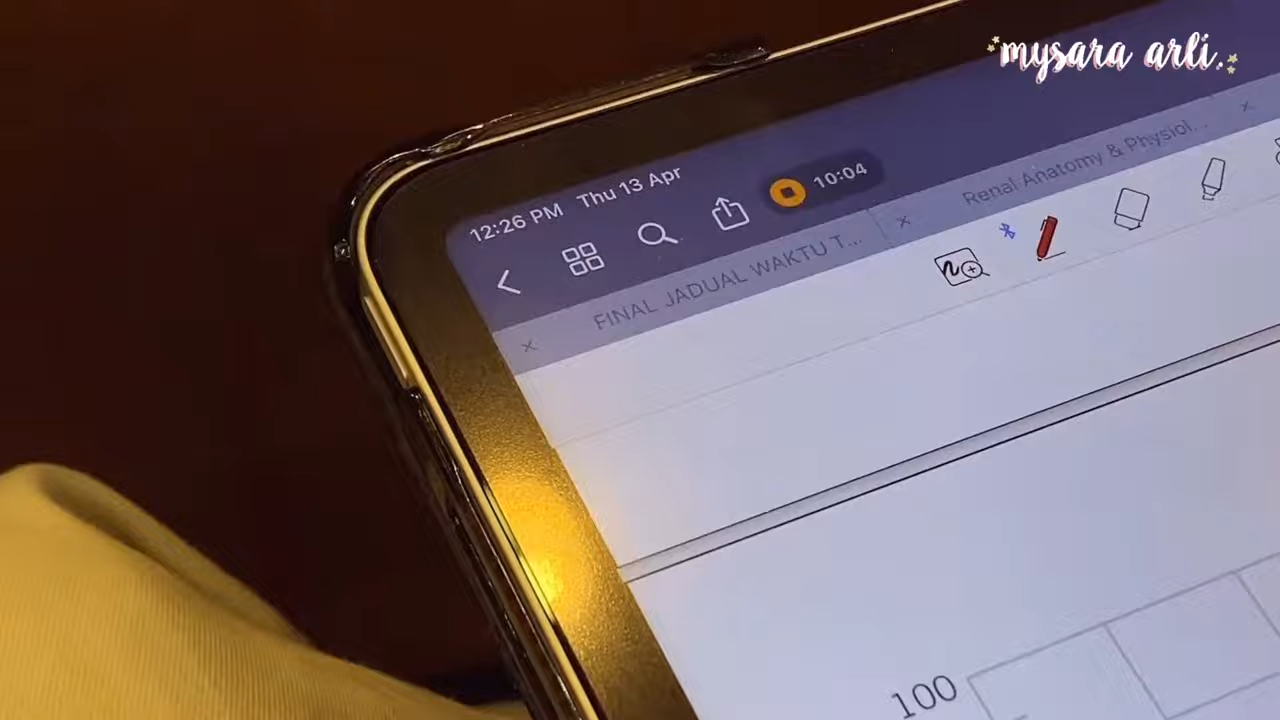 mysara arli.
12:26 PM Thu 13 Apr
10:04
FINAL JADUAL WAKTU T...
Renal Anatomy & Physiol...
100